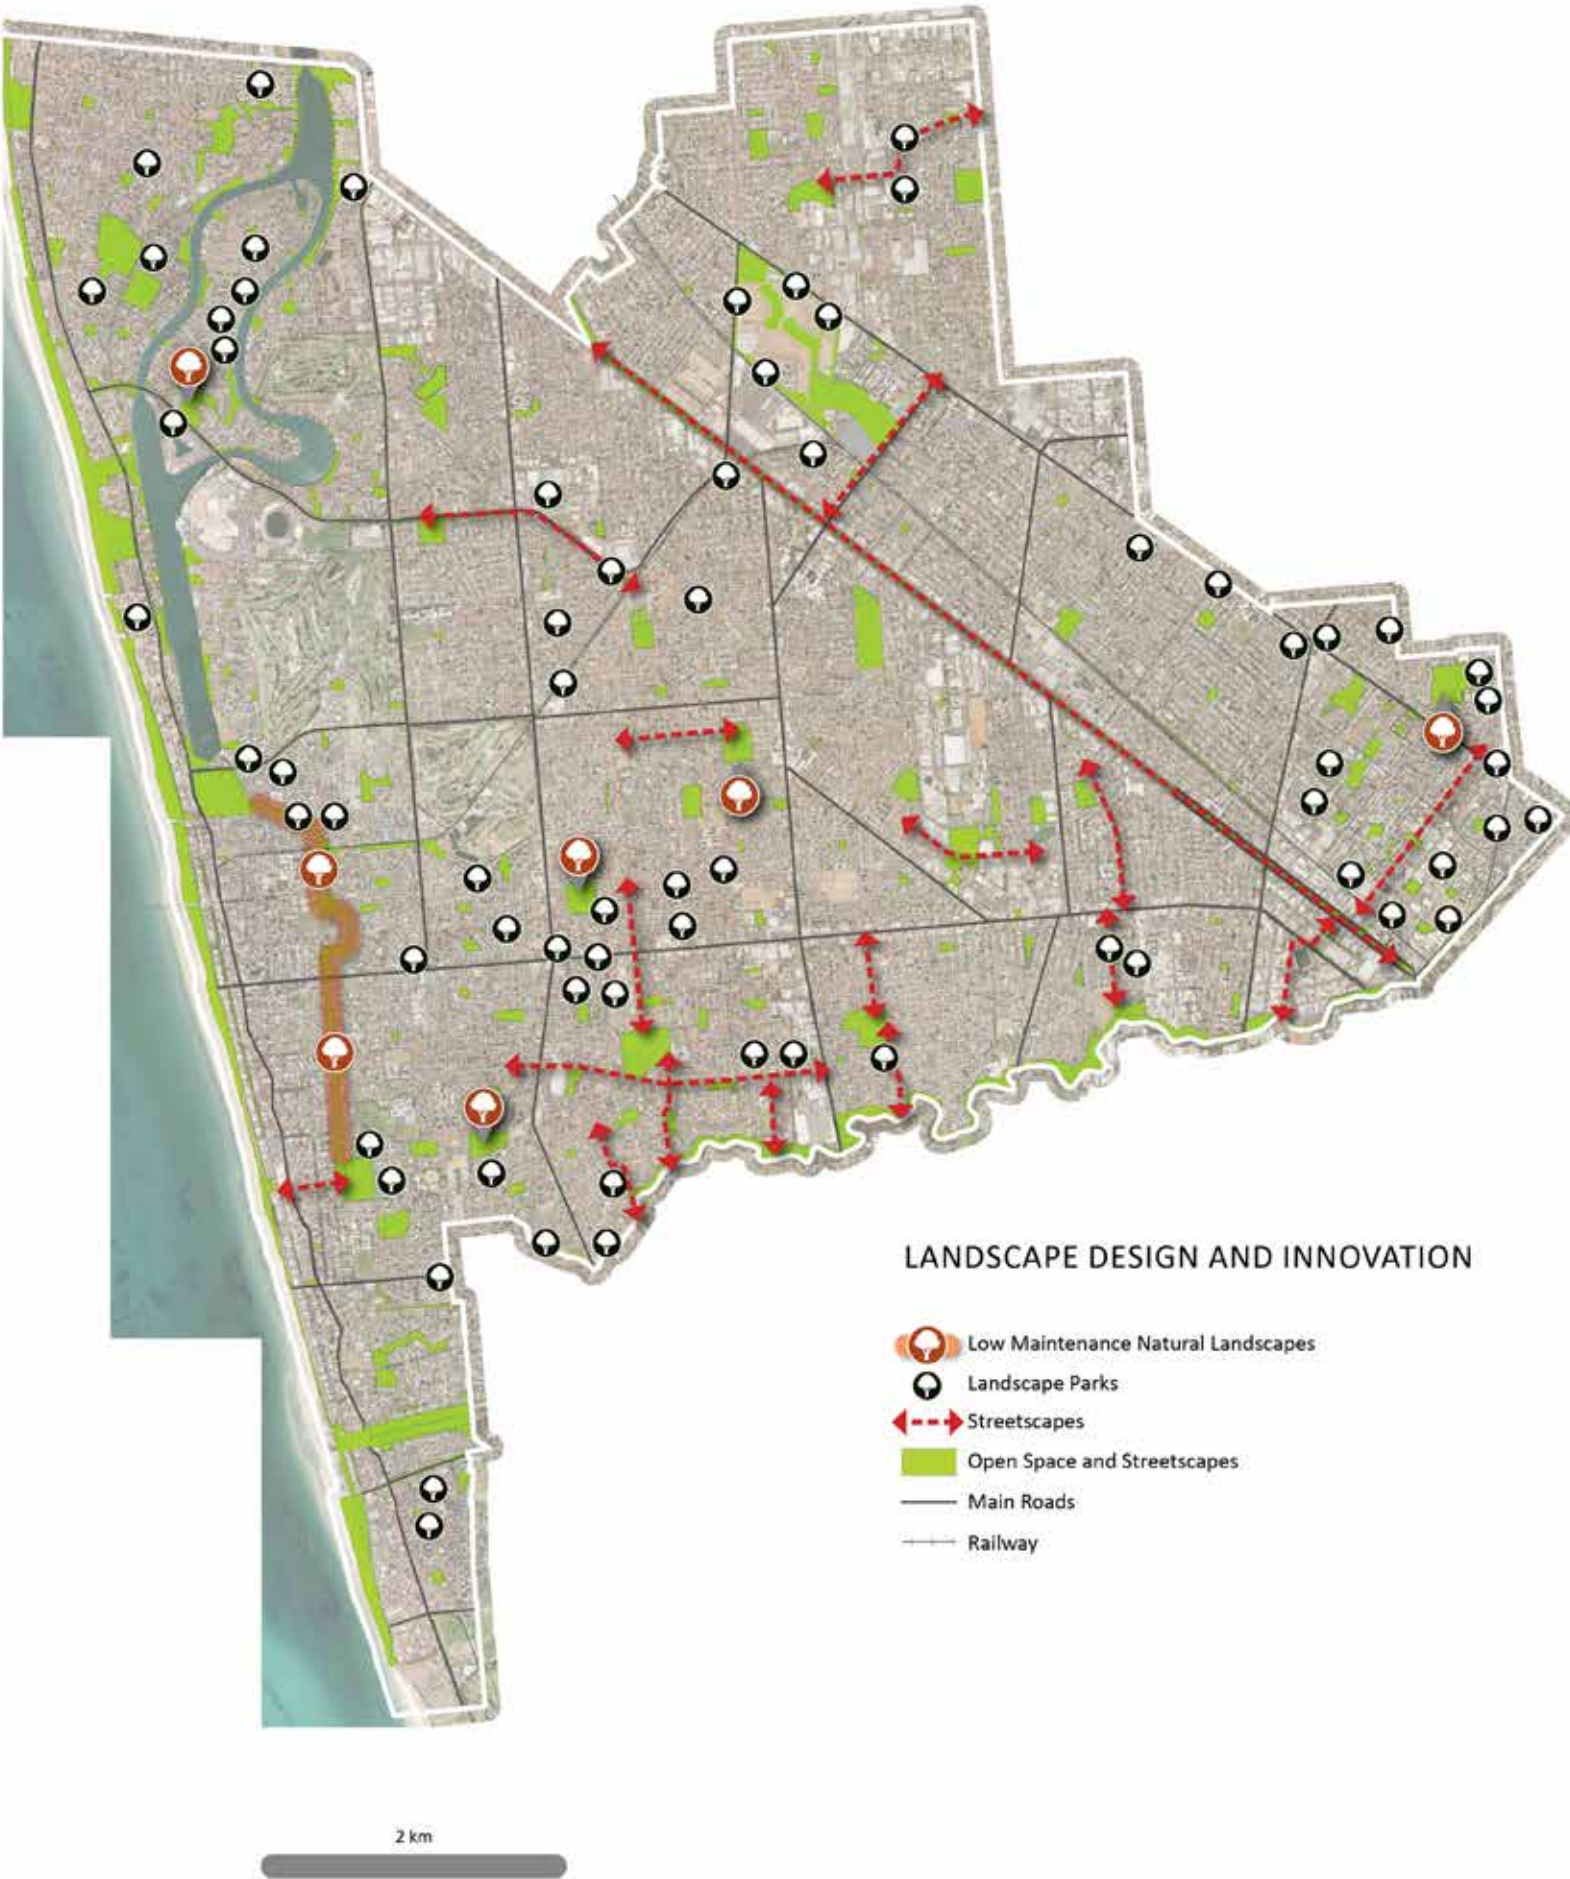 LANDSCAPE DESIGN AND INNOVATION
Low Maintenance Natural Landscapes
Landscape Parks
Streetscapes
Open Space and Streetscapes
Main Roads
Railway
2 km